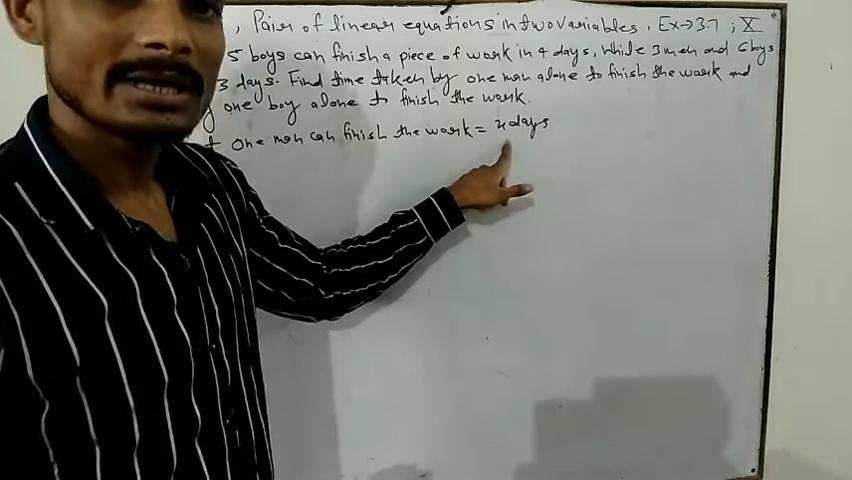 , Pair of linear equations in two variables, Ex→3.7 ; X
5 boys can finish a piece of work in 4 days, while 3 men and 6 boys
3 days. Find time taken by one man alone to finish the work and
y one boy alone to finish the work.
t one man can finish the work = x days